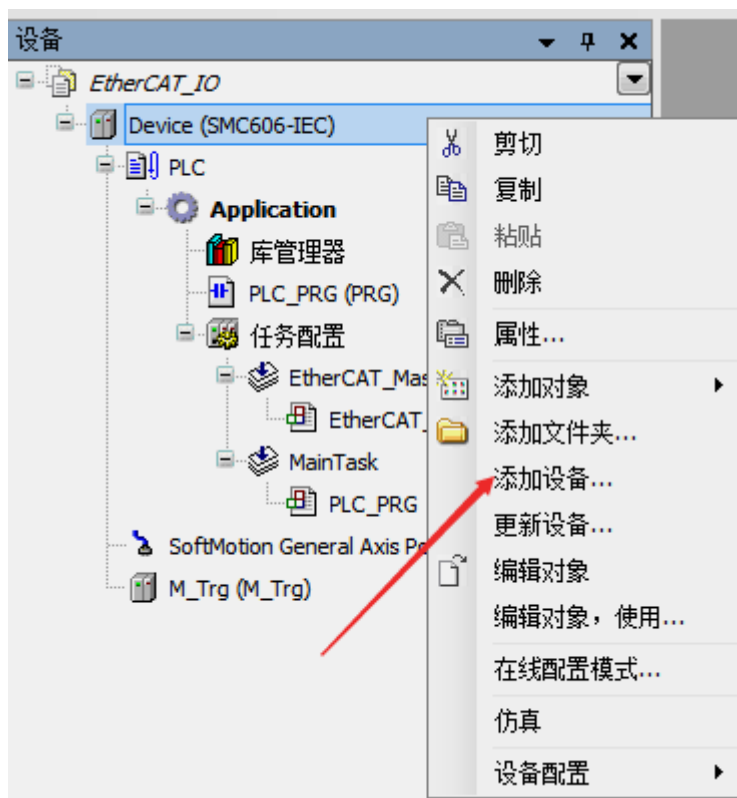 设备
EtherCAT_IO
Device (SMC606-IEC)
PLC
Application
库管理器
PLC_PRG (PRG)
任务配置
EtherCAT_Mas
EtherCAT_
MainTask
PLC_PRG
SoftMotion General Axis Po
M_Trg (M_Trg)
剪切
复制
粘贴
删除
属性...
添加对象
添加文件夹...
添加设备...
更新设备...
编辑对象
编辑对象，使用...
在线配置模式...
仿真
设备配置